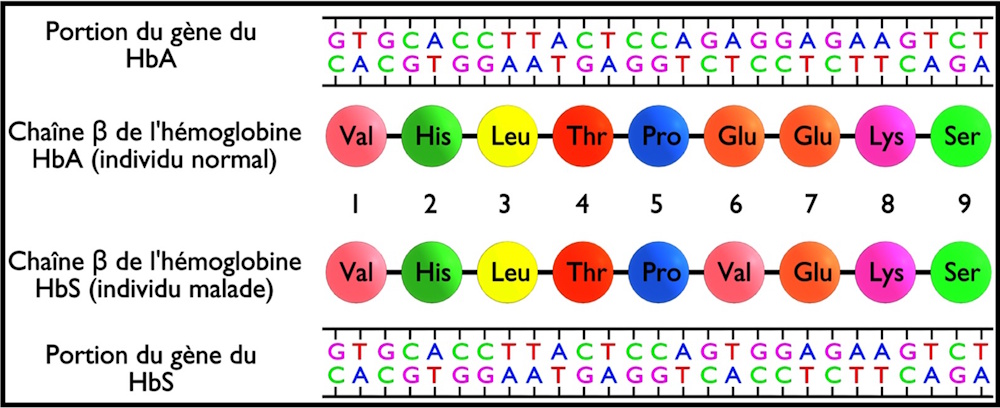 Portion du gène du
HbA
G T G C A C C T T A C T C C A G A G G A G A A G T C T
C A C G T G G A A T G A G G T C T C C T C T T C A G A
Chaîne β de l'hémoglobine
HbA (individu normal)
Val His Leu Thr Pro Glu Glu Lys Ser
1 2 3 4 5 6 7 8 9
Chaîne β de l'hémoglobine
HbS (individu malade)
Val His Leu Thr Pro Val Glu Lys Ser
Portion du gène du
HbS
G T G C A C C T T A C T C C A G T G G A G A A G T C T
C A C G T G G A A T G A G G T C A C C T C T T C A G A